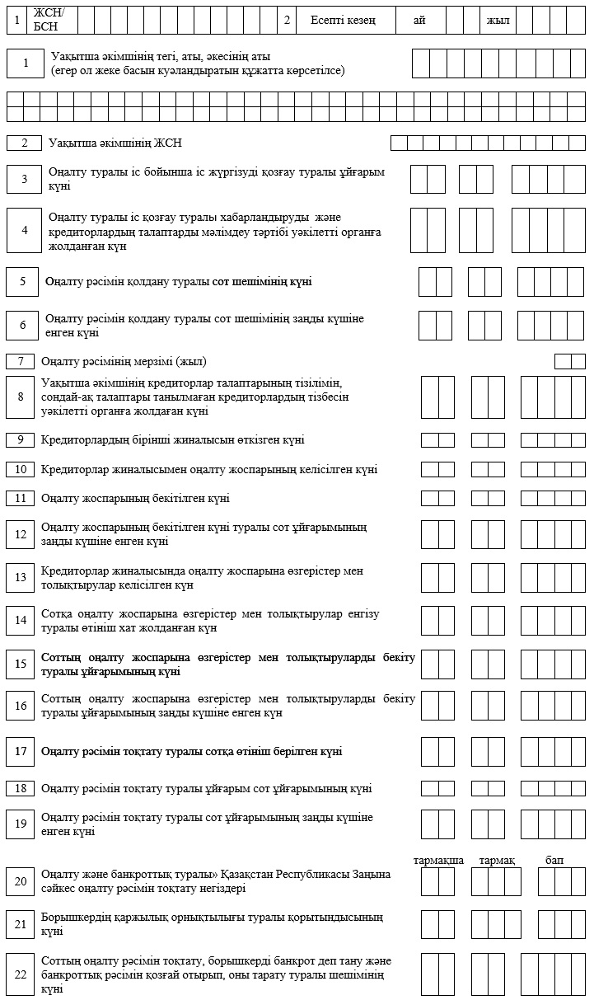 1 ЖСН/ 2 Есепті кезең ай жыл
БСН
1 Уақытша әкімшінің тегі, аты, әкесінің аты
(егер ол жеке басын куәландыратын құжатта көрсетілсе)
2 Уақытша әкімшінің ЖСН
3 Оңалту туралы іс бойынша іс жүргізуді қозғау туралы ұйғарым
күні
4 Оңалту туралы іс қозғау туралы хабарландыруды және
кредиторлардың талаптарды мәлімдеу тәртібі уәкілетті органға
жолданған күн
5 Оңалту рәсімін қолдану туралы сот шешімінің күні
6 Оңалту рәсімін қолдану туралы сот шешімінің заңды күшіне
енген күні
7 Оңалту рәсімінің мерзімі (жыл)
8 Уақытша әкімшінің кредиторлар талаптарының тізілімін,
сондай-ақ талаптары танылмаған кредиторлардың тізбесін
уәкілетті органға жолдаған күні
9 Кредиторлардың бірінші жиналысын өткізген күні
10 Кредиторлар жиналысымен оңалту жоспарының келісілген күні
11 Оңалту жоспарының бекітілген күні
12 Оңалту жоспарының бекітілген күні туралы сот ұйғарымының
заңды күшіне енген күні
13 Кредиторлар жиналысында оңалту жоспарына өзгерістер мен
толықтырулар келісілген күн
14 Сотқа оңалту жоспарына өзгерістер мен толықтырулар енгізу
туралы өтініш хат жолданған күн
15 Соттың оңалту жоспарына өзгерістер мен толықтыруларды бекіту
туралы ұйғарымының күні
16 Соттың оңалту жоспарына өзгерістер мен толықтыруларды бекіту
туралы ұйғарымының заңды күшіне енген күн
17 Оңалту рәсімін тоқтату туралы сотқа өтініш берілген күні
18 Оңалту рәсімін тоқтату туралы ұйғарым сот ұйғарымының күні
19 Оңалту рәсімін тоқтату туралы сот ұйғарымының заңды күшіне
енген күні
тармақша тармақ бап
20 Оңалту және банкроттық туралы» Қазақстан Республикасы Заңына
сәйкес оңалту рәсімін тоқтату негіздері
21 Борышкердің қаржылық орнықтылығы туралы қорытындысының
күні
22 Соттың оңалту рәсімін тоқтату, борышкерді банкрот деп тану және
банкроттық рәсімін қозғай отырып, оны тарату туралы шешімінің
күні